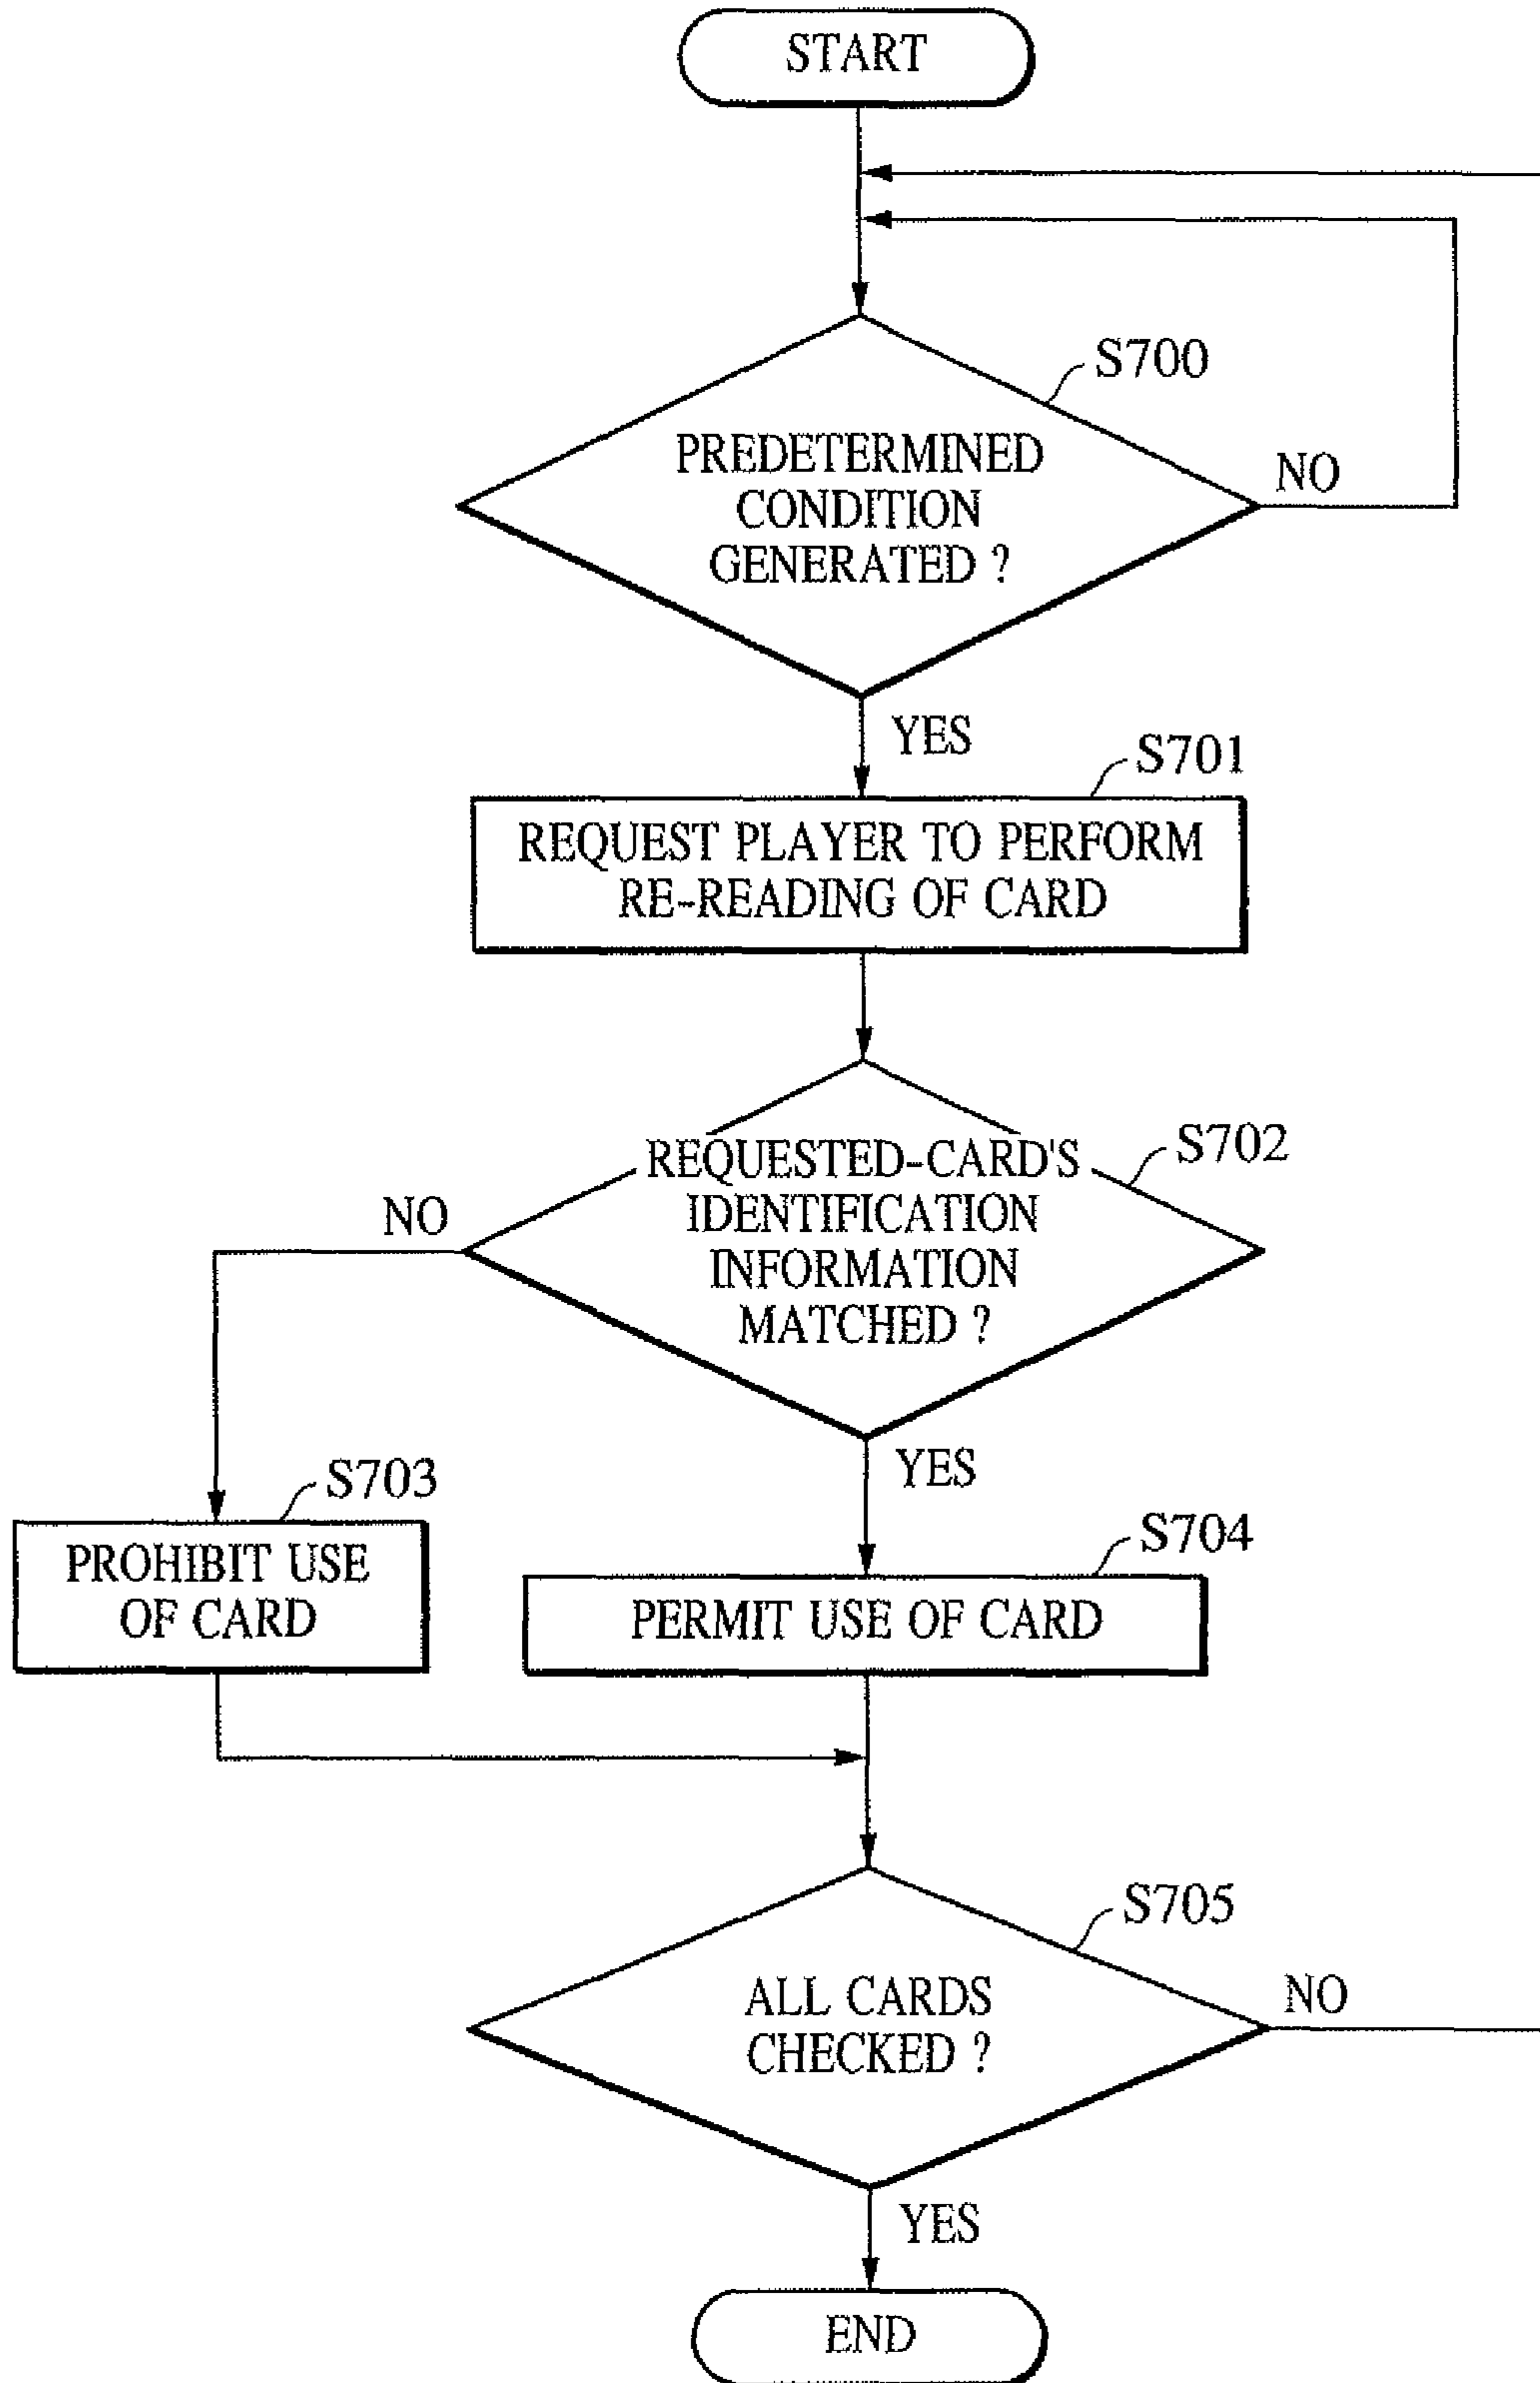 START
S700
PREDETERMINED
CONDITION
GENERATED ?
NO
YES
S701
REQUEST PLAYER TO PERFORM
RE-READING OF CARD
S702
REQUESTED-CARD'S
IDENTIFICATION
INFORMATION
MATCHED ?
NO
YES
S703
PROHIBIT USE
OF CARD
S704
PERMIT USE OF CARD
S705
ALL CARDS
CHECKED ?
NO
YES
END